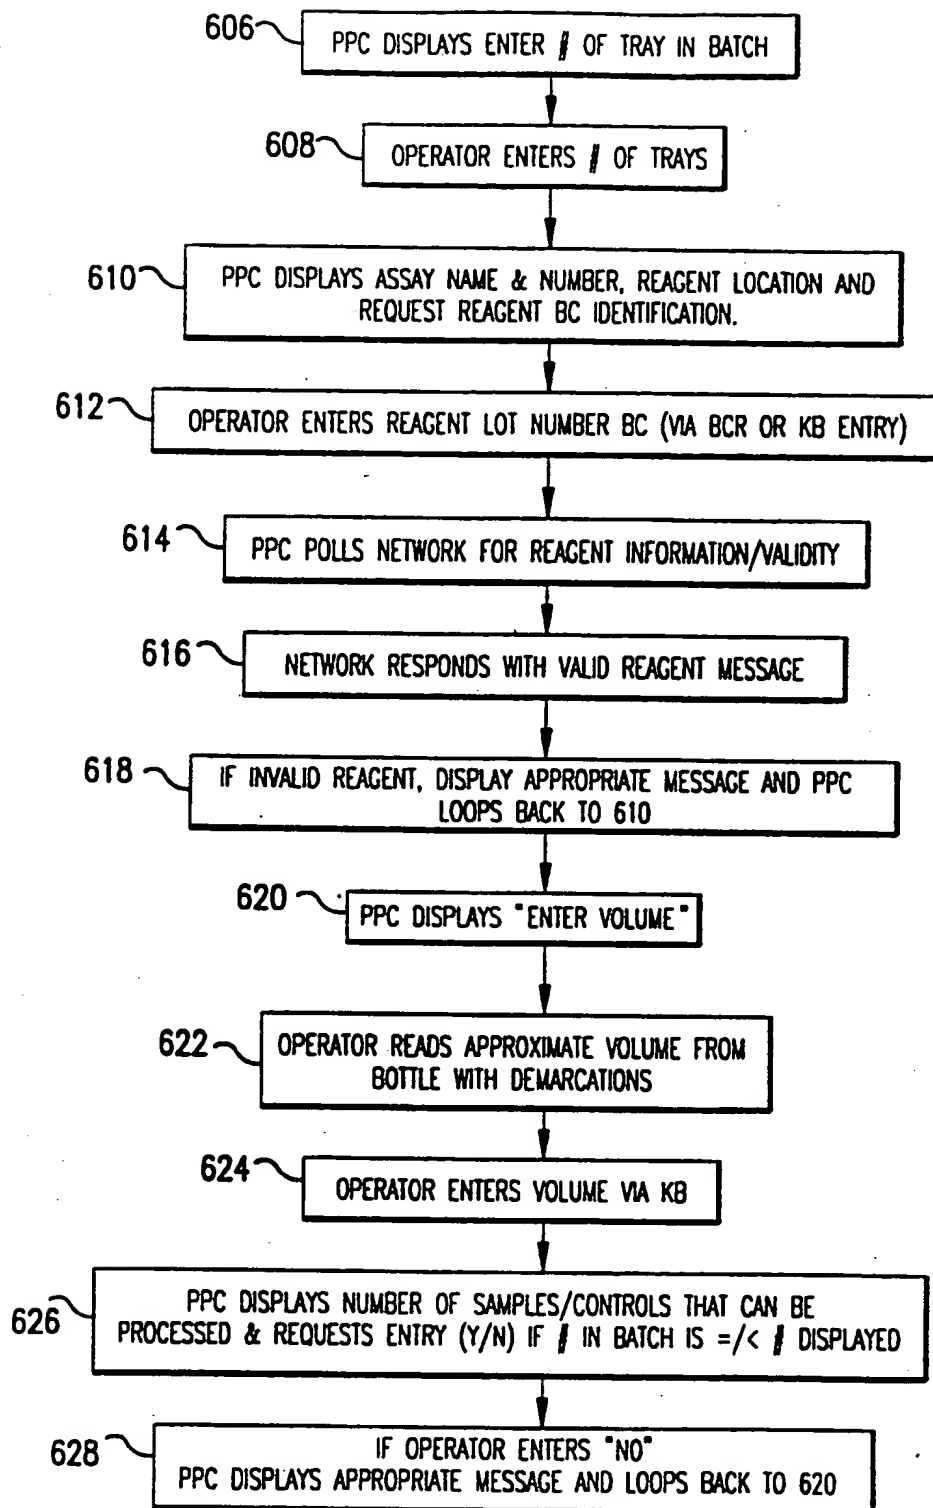 606
PPC DISPLAYS ENTER # OF TRAY IN BATCH
608
OPERATOR ENTERS # OF TRAYS
610
PPC DISPLAYS ASSAY NAME & NUMBER, REAGENT LOCATION AND
REQUEST REAGENT BC IDENTIFICATION.
612
OPERATOR ENTERS REAGENT LOT NUMBER BC (VIA BCR OR KB ENTRY)
614
PPC POLLS NETWORK FOR REAGENT INFORMATION/VALIDITY
616
NETWORK RESPONDS WITH VALID REAGENT MESSAGE
618
IF INVALID REAGENT, DISPLAY APPROPRIATE MESSAGE AND PPC
LOOPS BACK TO 610
620
PPC DISPLAYS "ENTER VOLUME"
622
OPERATOR READS APPROXIMATE VOLUME FROM
BOTTLE WITH DEMARCATIONS
624
OPERATOR ENTERS VOLUME VIA KB
626
PPC DISPLAYS NUMBER OF SAMPLES/CONTROLS THAT CAN BE
PROCESSED & REQUESTS ENTRY (Y/N) IF # IN BATCH IS =/< # DISPLAYED
628
IF OPERATOR ENTERS "NO"
PPC DISPLAYS APPROPRIATE MESSAGE AND LOOPS BACK TO 620